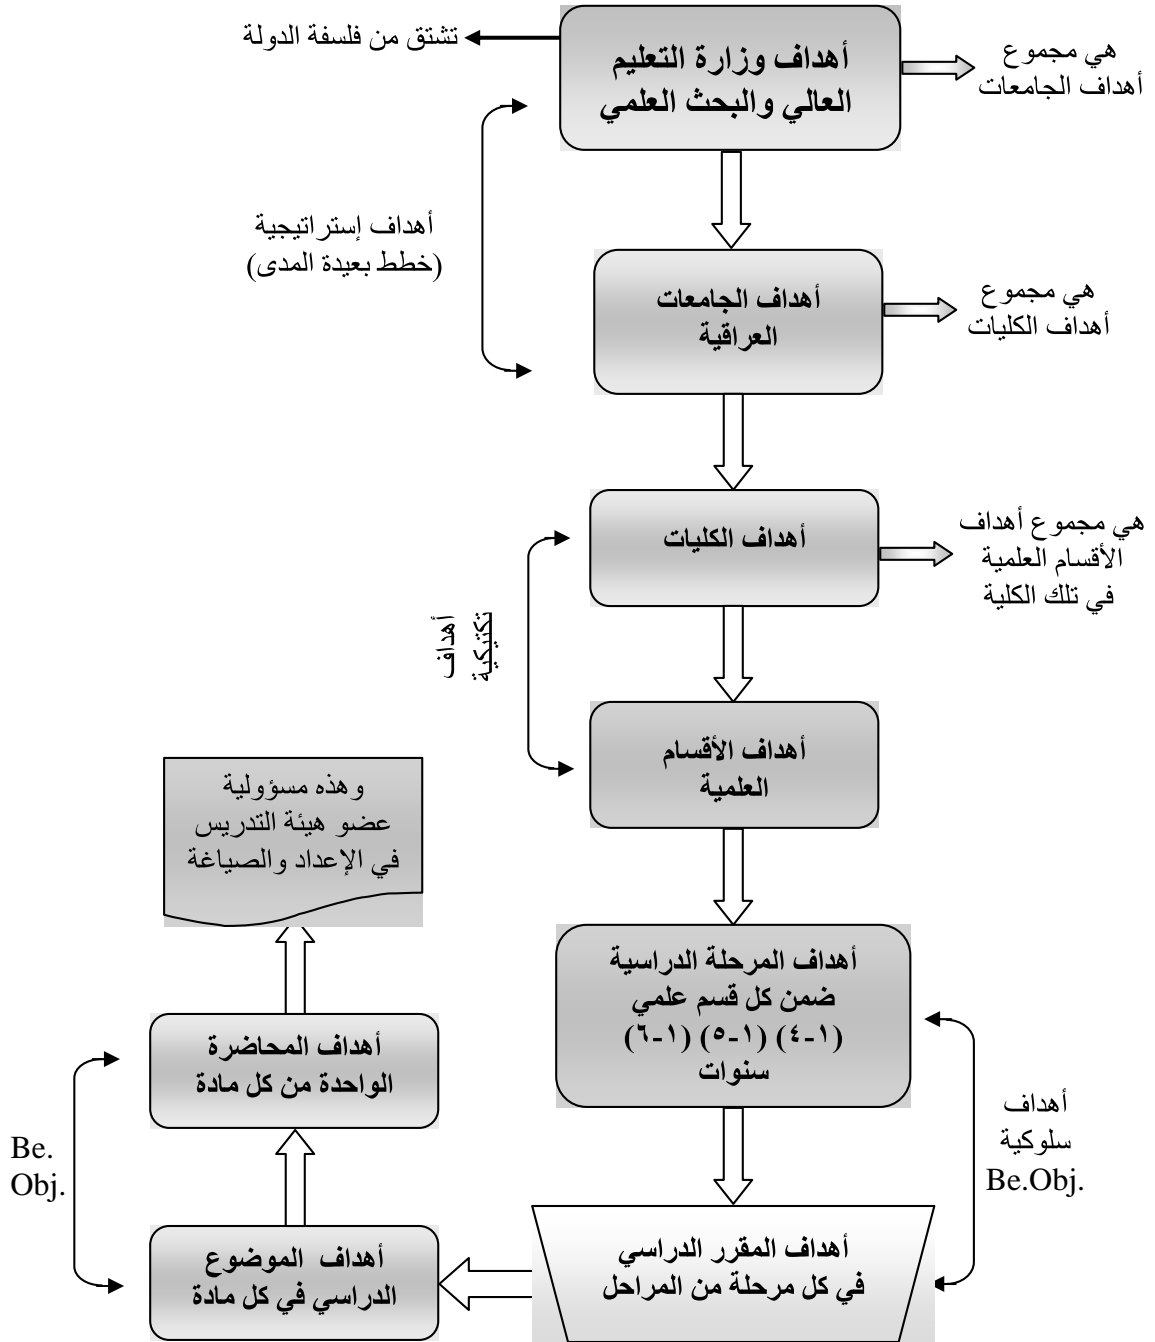 تشتق من فلسفة الدولة
أهداف وزارة التعليم
العالي والبحث العلمي
هي مجموع
أهداف الجامعات
أهداف إستراتيجية
(خطط بعيدة المدى)
أهداف الجامعات
العراقية
هي مجموع
أهداف الكليات
أهداف الكليات
هي مجموع أهداف
الأقسام العلمية
في تلك الكلية
أهداف
تكتيكية
أهداف الأقسام
العلمية
أهداف المرحلة الدراسية
ضمن كل قسم علمي
(١-٤) (١-٥) (١-٦)
سنوات
أهداف
سلوكية
Be.Obj.
أهداف المقرر الدراسي
في كل مرحلة من المراحل
أهداف الموضوع
الدراسي في كل مادة
Be.
Obj.
أهداف المحاضرة
الواحدة من كل مادة
وهذه مسؤولية
عضو هيئة التدريس
في الإعداد والصياغة